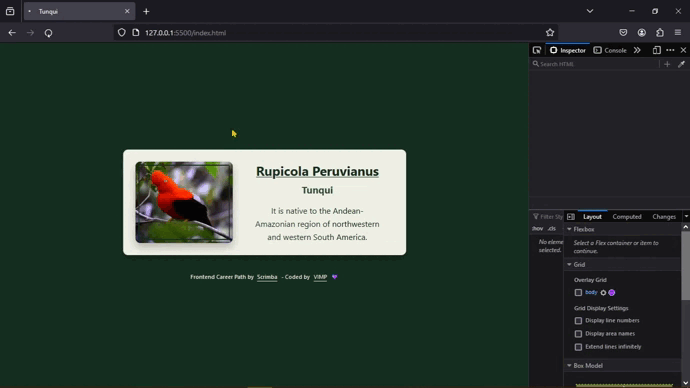 Tunqui
127.0.0.1:5500/index.html
Inspector
Console
Search HTML
Rupicola Peruvianus
Tunqui
It is native to the Andean-
Amazonian region of northwestern
and western South America.
Frontend Career Path by Scrimba - Coded by VIMP 💜
Filter Sty
Layout
Computed
Changes
:hov
.cls
No eleme
selected.
Flexbox
Select a Flex container or item to
continue.
Grid
Overlay Grid
body
Grid Display Settings
Display line numbers
Display area names
Extend lines infinitely
Box Model